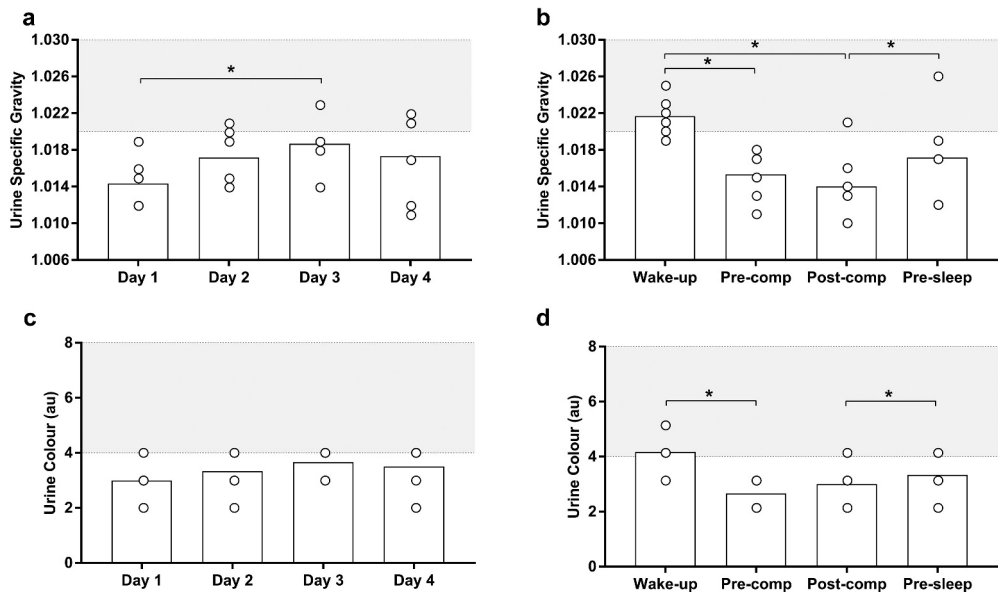 a
Urine Specific Gravity
1.030
1.026
1.022
1.018
1.014
1.010
1.006
*
Day 1 Day 2 Day 3 Day 4
b
Urine Specific Gravity
1.030
1.026
1.022
1.018
1.014
1.010
1.006
* *
*
Wake-up Pre-comp Post-comp Pre-sleep
c
Urine Colour (au)
8
6
4
2
0
Day 1 Day 2 Day 3 Day 4
d
Urine Colour (au)
8
6
4
2
0
* *
Wake-up Pre-comp Post-comp Pre-sleep